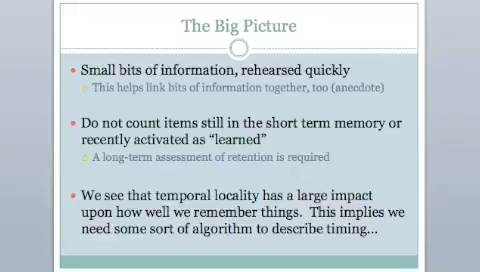 The Big Picture
Small bits of information, rehearsed quickly
This helps link bits of information together, too (anecdote)
Do not count items still in the short term memory or
recently activated as “learned”
A long-term assessment of retention is required
We see that temporal locality has a large impact
upon how well we remember things. This implies we
need some sort of algorithm to describe timing...